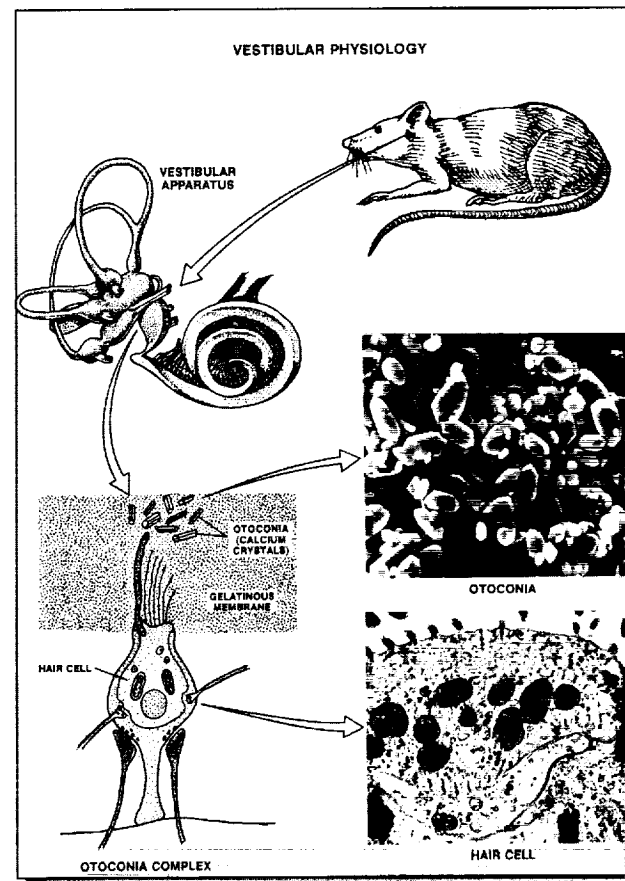 VESTIBULAR PHYSIOLOGY
VESTIBULAR
APPARATUS
OTOCONIA
(CALCIUM
CRYSTALS)
GELATINOUS
MEMBRANE
HAIR CELL
OTOCONIA COMPLEX
OTOCONIA
HAIR CELL